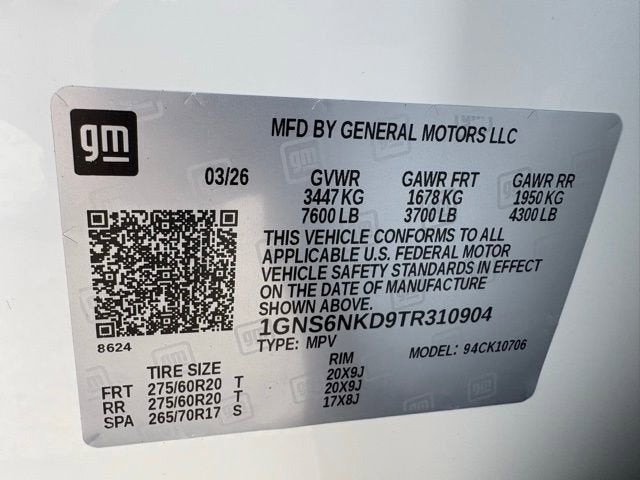 gm
MFD BY GENERAL MOTORS LLC
03/26 GVWR GAWR FRT GAWR RR
3447 KG 1678 KG 1950 KG
7600 LB 3700 LB 4300 LB
THIS VEHICLE CONFORMS TO ALL
APPLICABLE U.S. FEDERAL MOTOR
VEHICLE SAFETY STANDARDS IN EFFECT
ON THE DATE OF MANUFACTURE
SHOWN ABOVE.
1GNS6NKD9TR310904
8624
TYPE: MPV MODEL: 94CK10706
TIRE SIZE RIM
FRT 275/60R20 T 20X9J
RR 275/60R20 T 20X9J
SPA 265/70R17 S 17X8J